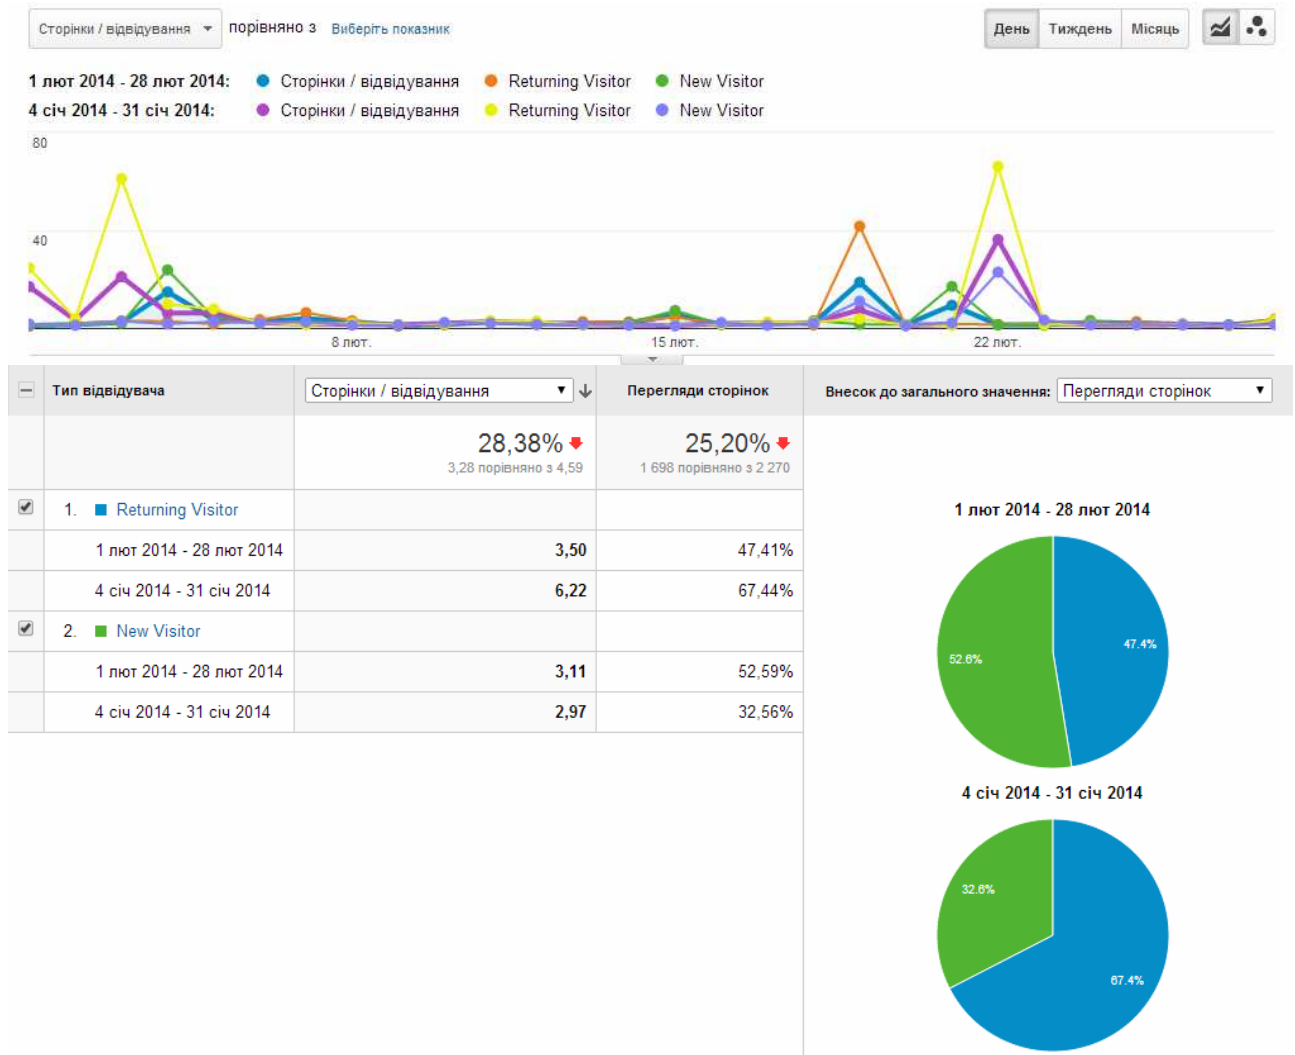 Сторінки / відвідування порівняно з Виберіть показник День Тиждень Місяць
1 лют 2014 - 28 лют 2014: Сторінки / відвідування Returning Visitor New Visitor
4 січ 2014 - 31 січ 2014: Сторінки / відвідування Returning Visitor New Visitor
80
40
8 лют. 15 лют. 22 лют.
Тип відвідувача Сторінки / відвідування Перегляди сторінок Внесок до загального значення: Перегляди сторінок
28,38% 25,20%
3,28 порівняно з 4,59 1 698 порівняно з 2 270
1. Returning Visitor
1 лют 2014 - 28 лют 2014 3,50 47,41%
4 січ 2014 - 31 січ 2014 6,22 67,44%
2. New Visitor
1 лют 2014 - 28 лют 2014 3,11 52,59%
4 січ 2014 - 31 січ 2014 2,97 32,56%
1 лют 2014 - 28 лют 2014
47.4%
52.6%
4 січ 2014 - 31 січ 2014
32.6%
67.4%